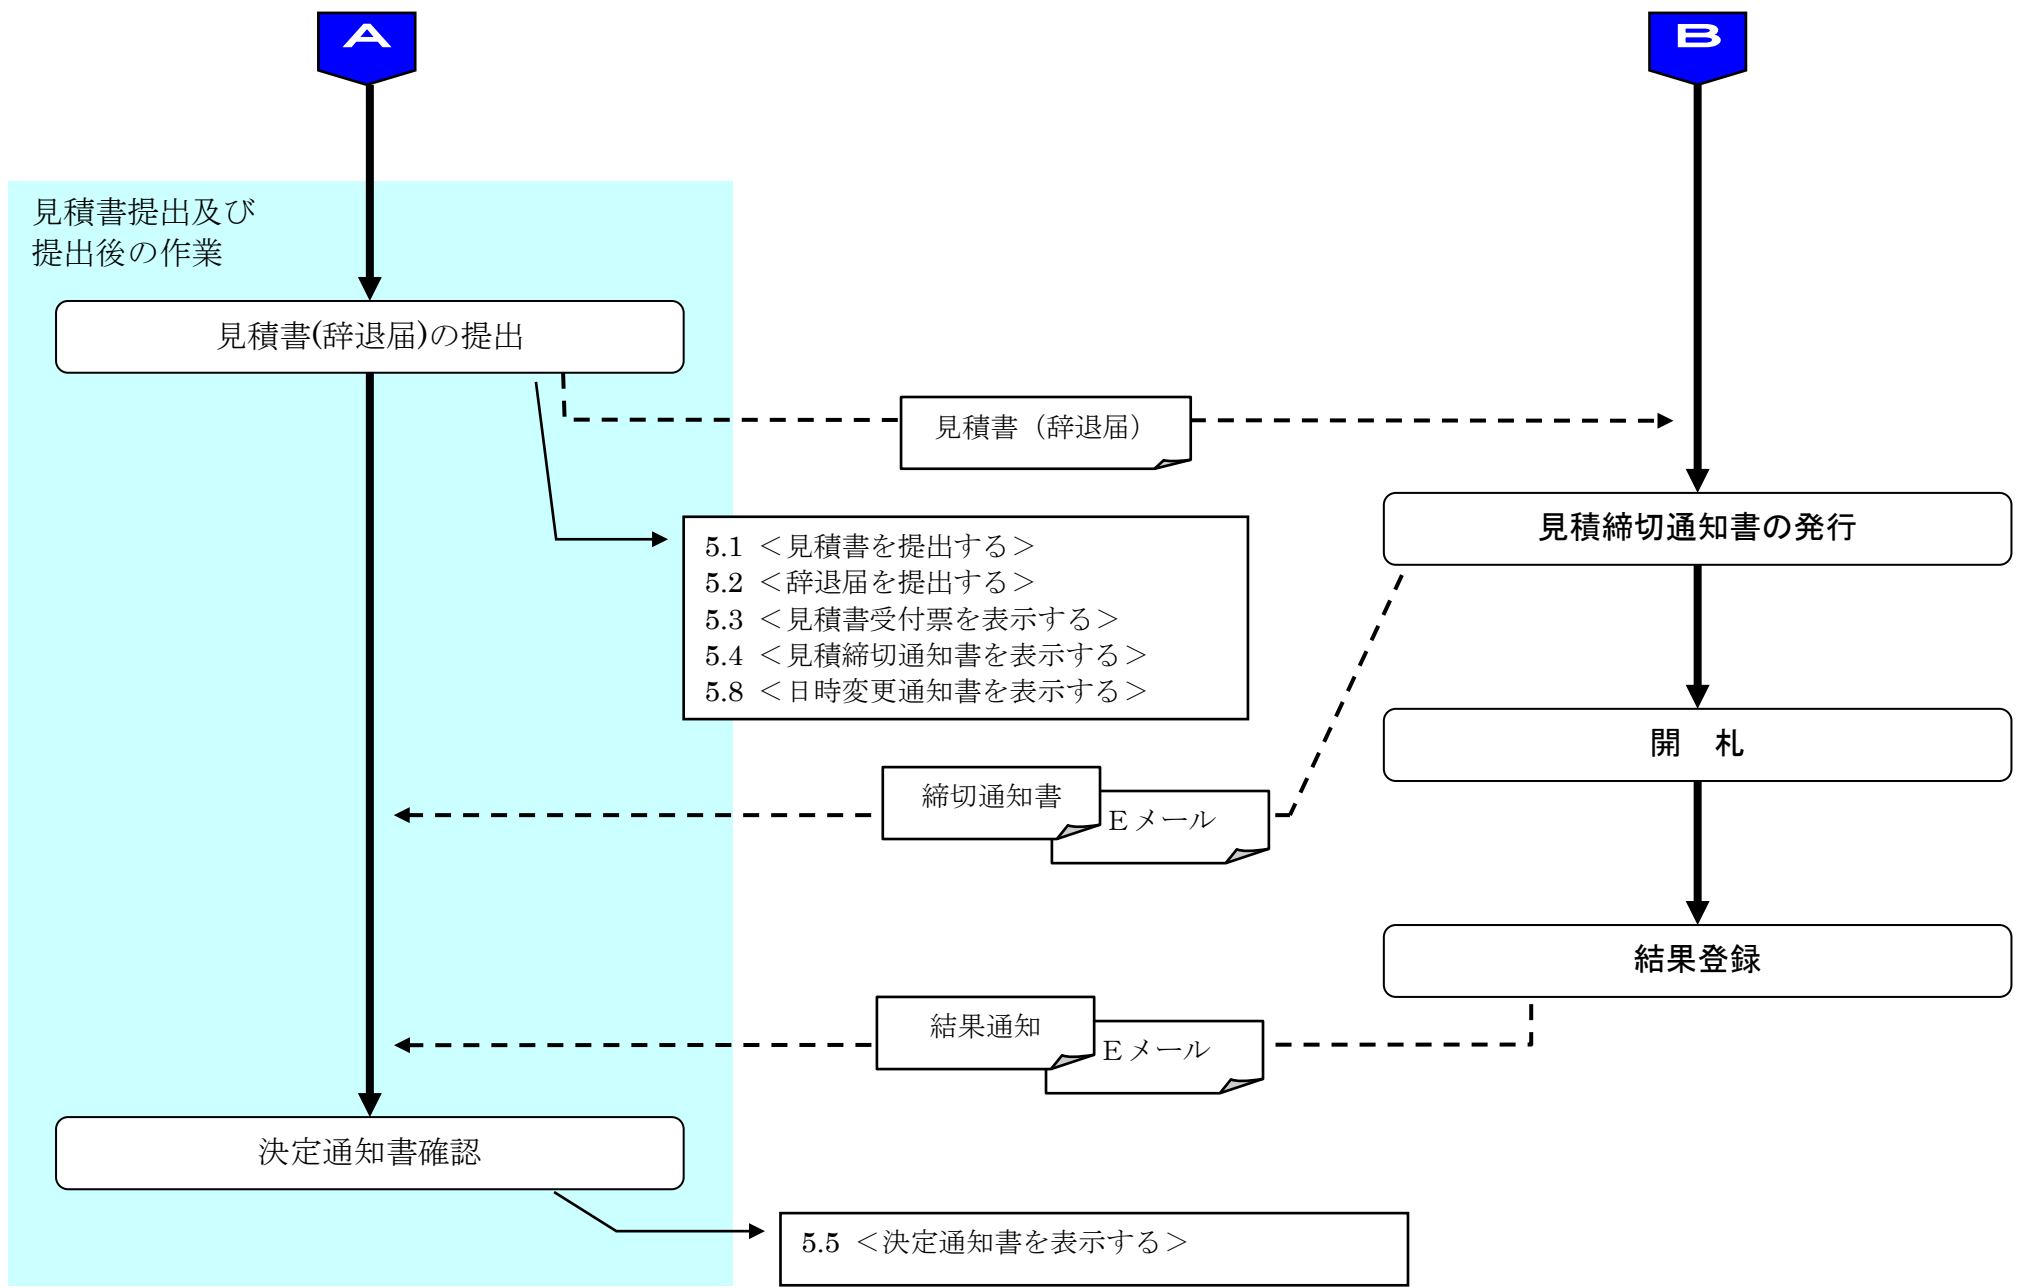 A
B
見積書提出及び
提出後の作業
見積書(辞退届)の提出
見積書（辞退届）
見積締切通知書の発行
5.1 ＜見積書を提出する＞
5.2 ＜辞退届を提出する＞
5.3 ＜見積書受付票を表示する＞
5.4 ＜見積締切通知書を表示する＞
5.8 ＜日時変更通知書を表示する＞
開　札
締切通知書
Eメール
結果登録
結果通知
Eメール
決定通知書確認
5.5 ＜決定通知書を表示する＞